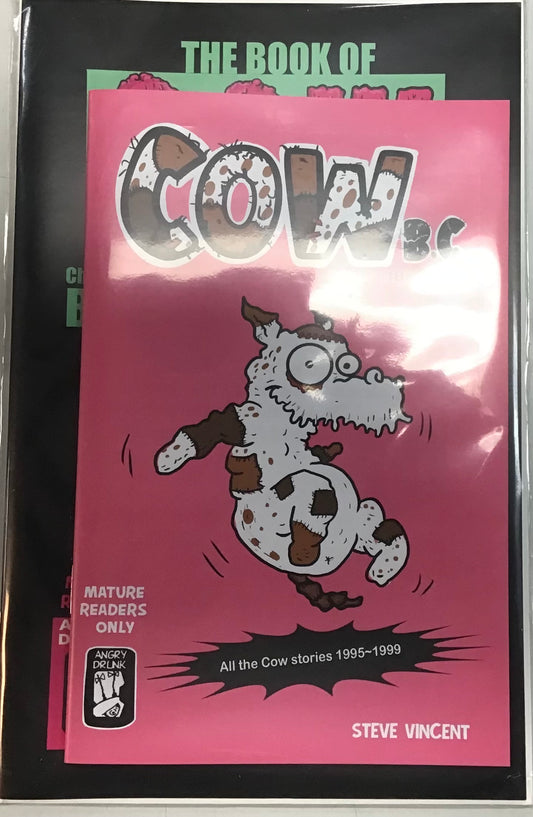 THE BOOK OF
COW
B.C
MATURE
READERS
ONLY
ANGRY
DRUNK
All the Cow stories 1995~1999
STEVE VINCENT